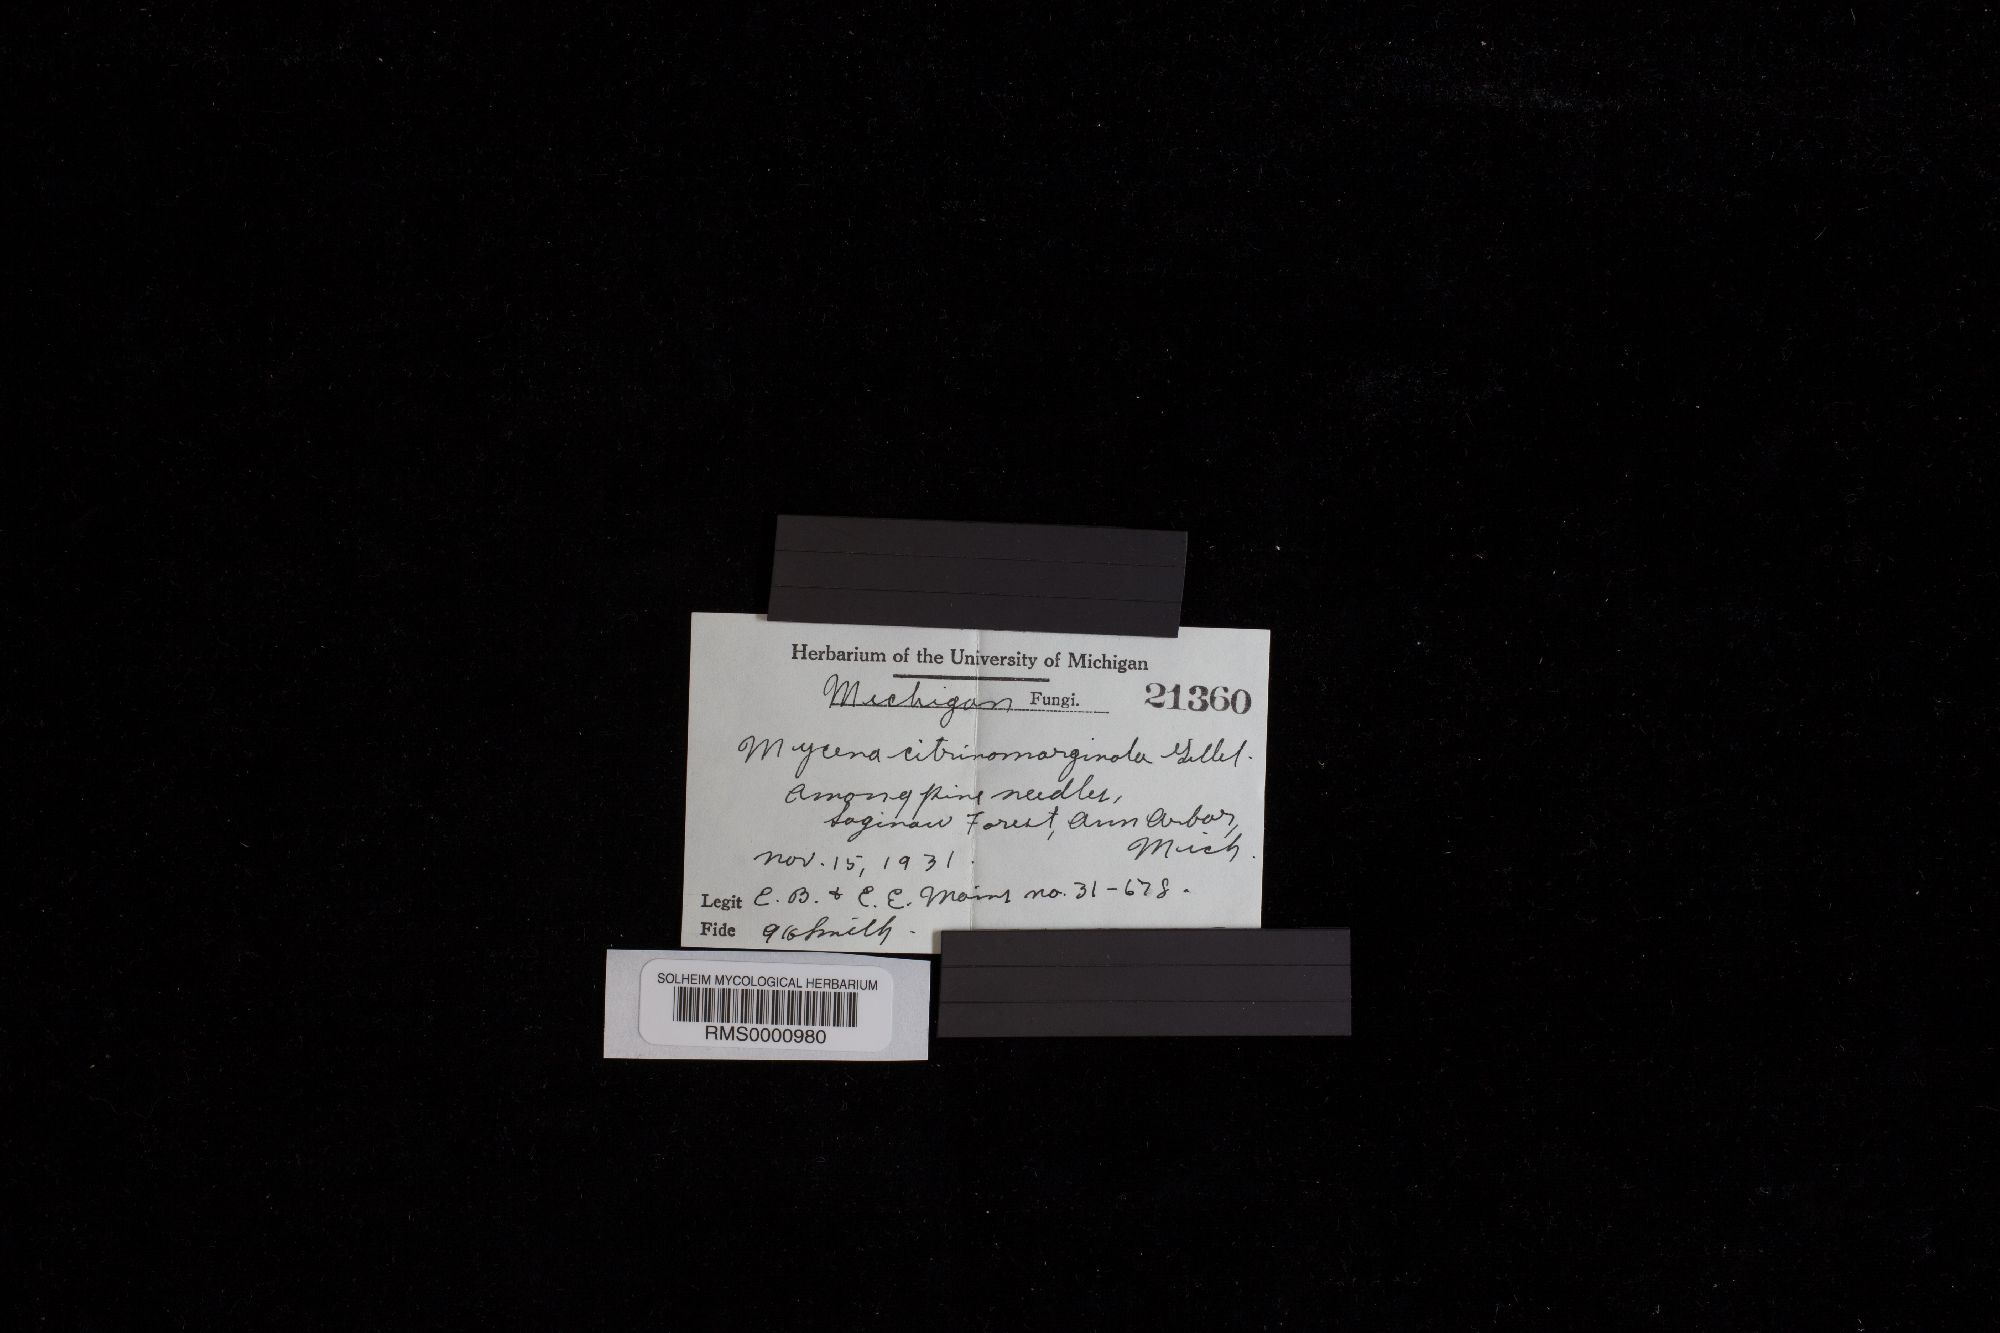 Herbarium of the University of Michigan
Michigan Fungi. 21360
Mycena citrinomarginata Gillet.
Among pine needles,
Saginaw Forest, Ann Arbor,
Mich.
Nov. 15, 1931.
Legit E. B. & E. E. Mains no. 31-678.
Fide AHSmith.
SOLHEIM MYCOLOGICAL HERBARIUM
RMS0000980